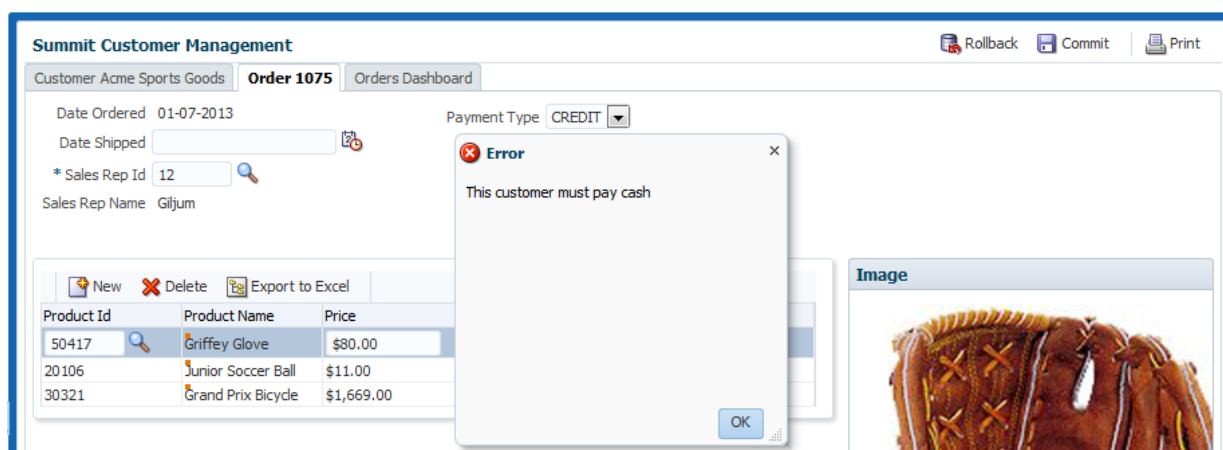 Summit Customer Management
Rollback Commit Print
Customer Acme Sports Goods Order 1075 Orders Dashboard
Date Ordered 01-07-2013
Payment Type CREDIT
Date Shipped
* Sales Rep Id 12
Sales Rep Name Giljum
Error ×
This customer must pay cash
OK
New Delete Export to Excel
Product Id Product Name Price
50417 Griffey Glove $80.00
20106 Junior Soccer Ball $11.00
30321 Grand Prix Bicycle $1,669.00
Image